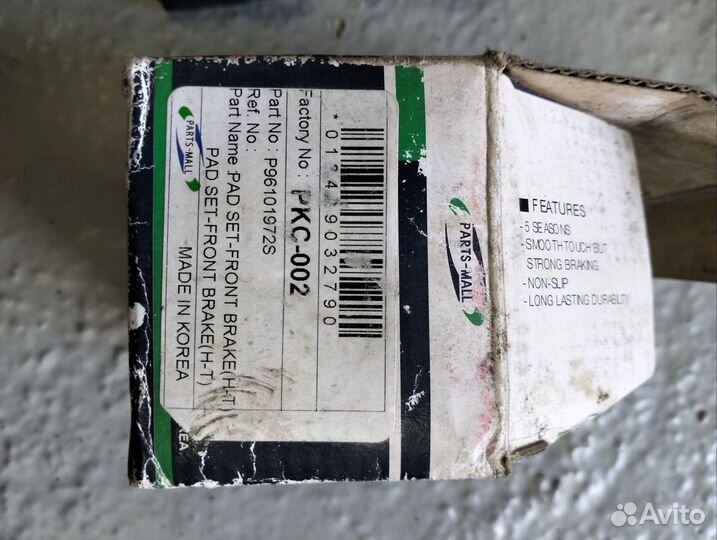 *01249032790
Factory No : PKC-002
Part No : P96101972S
Ref. No.
Part Name :PAD SET-FRONT BRAKE(H-T
PAD SET-FRONT BRAKE(H-T)
MADE IN KOREA
PARTS-MALL
REA
PARTS-MALL
■ FEATURES
- 5 SEASONS
- SMOOTH TOUCH BUT
STRONG BRAKING
- NON-SLIP
- LONG LASTING DURABILITY
Avito